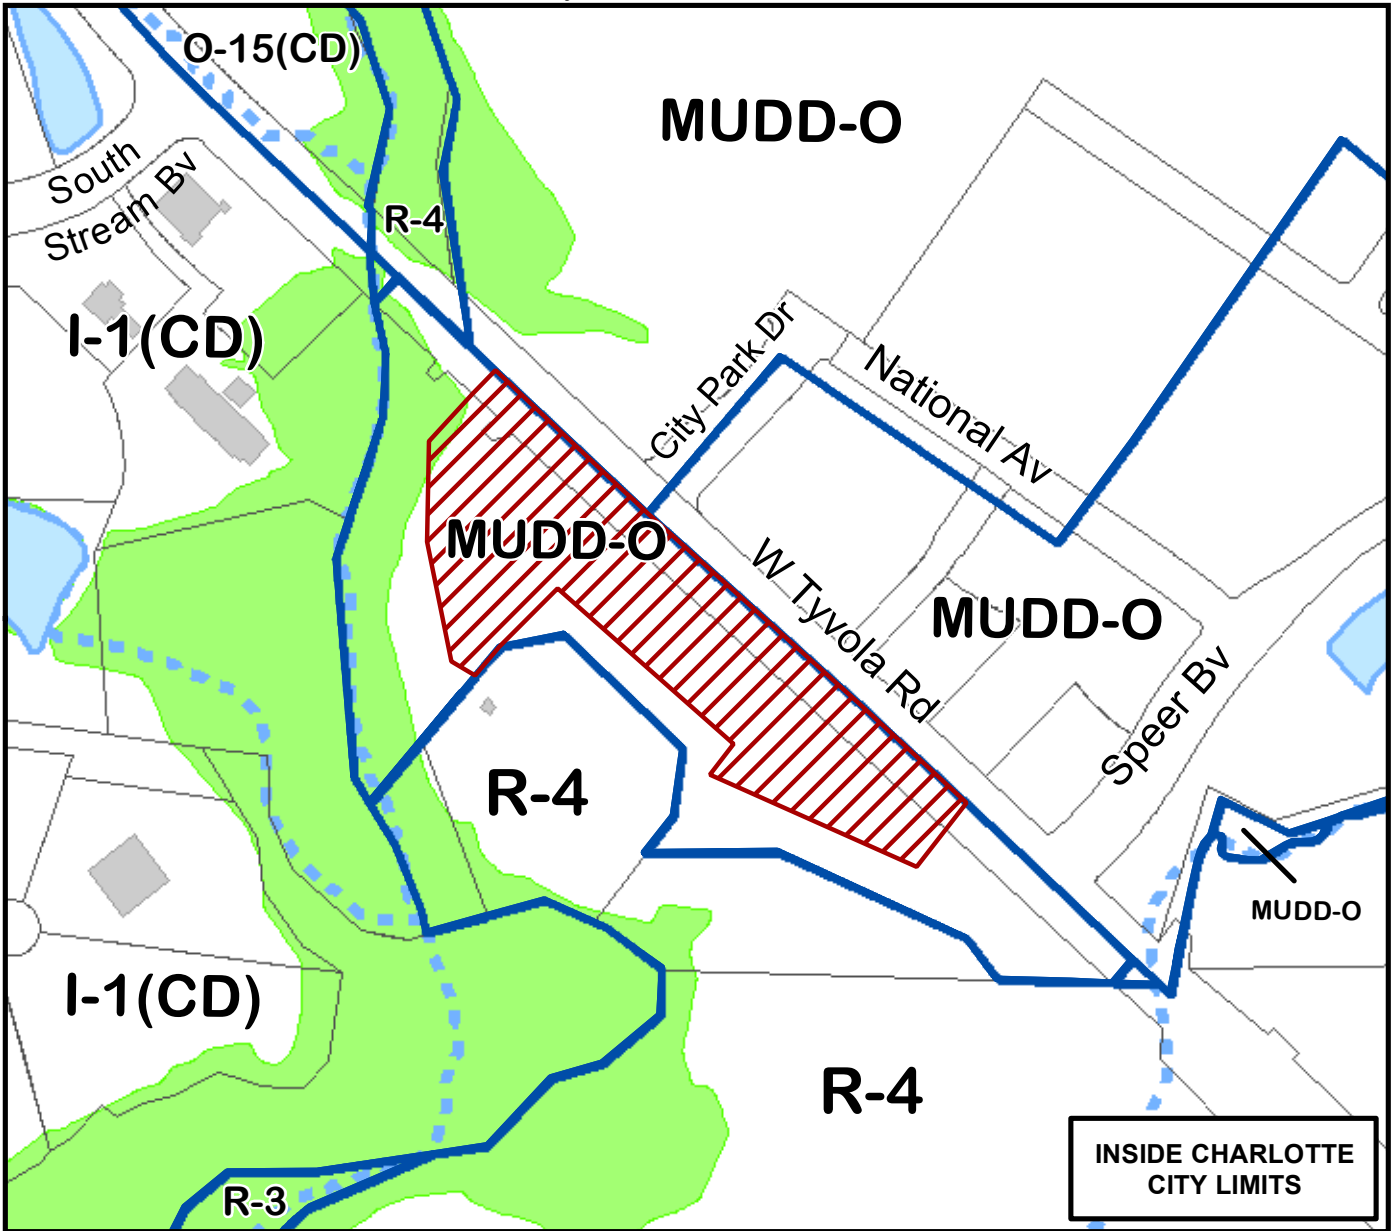 O-15(CD)
MUDD-O
South
Stream Bv
R-4
I-1(CD)
City Park Dr
National Av
MUDD-O
W Tyvola Rd
MUDD-O
Speer Bv
R-4
MUDD-O
I-1(CD)
R-4
INSIDE CHARLOTTE
CITY LIMITS
R-3